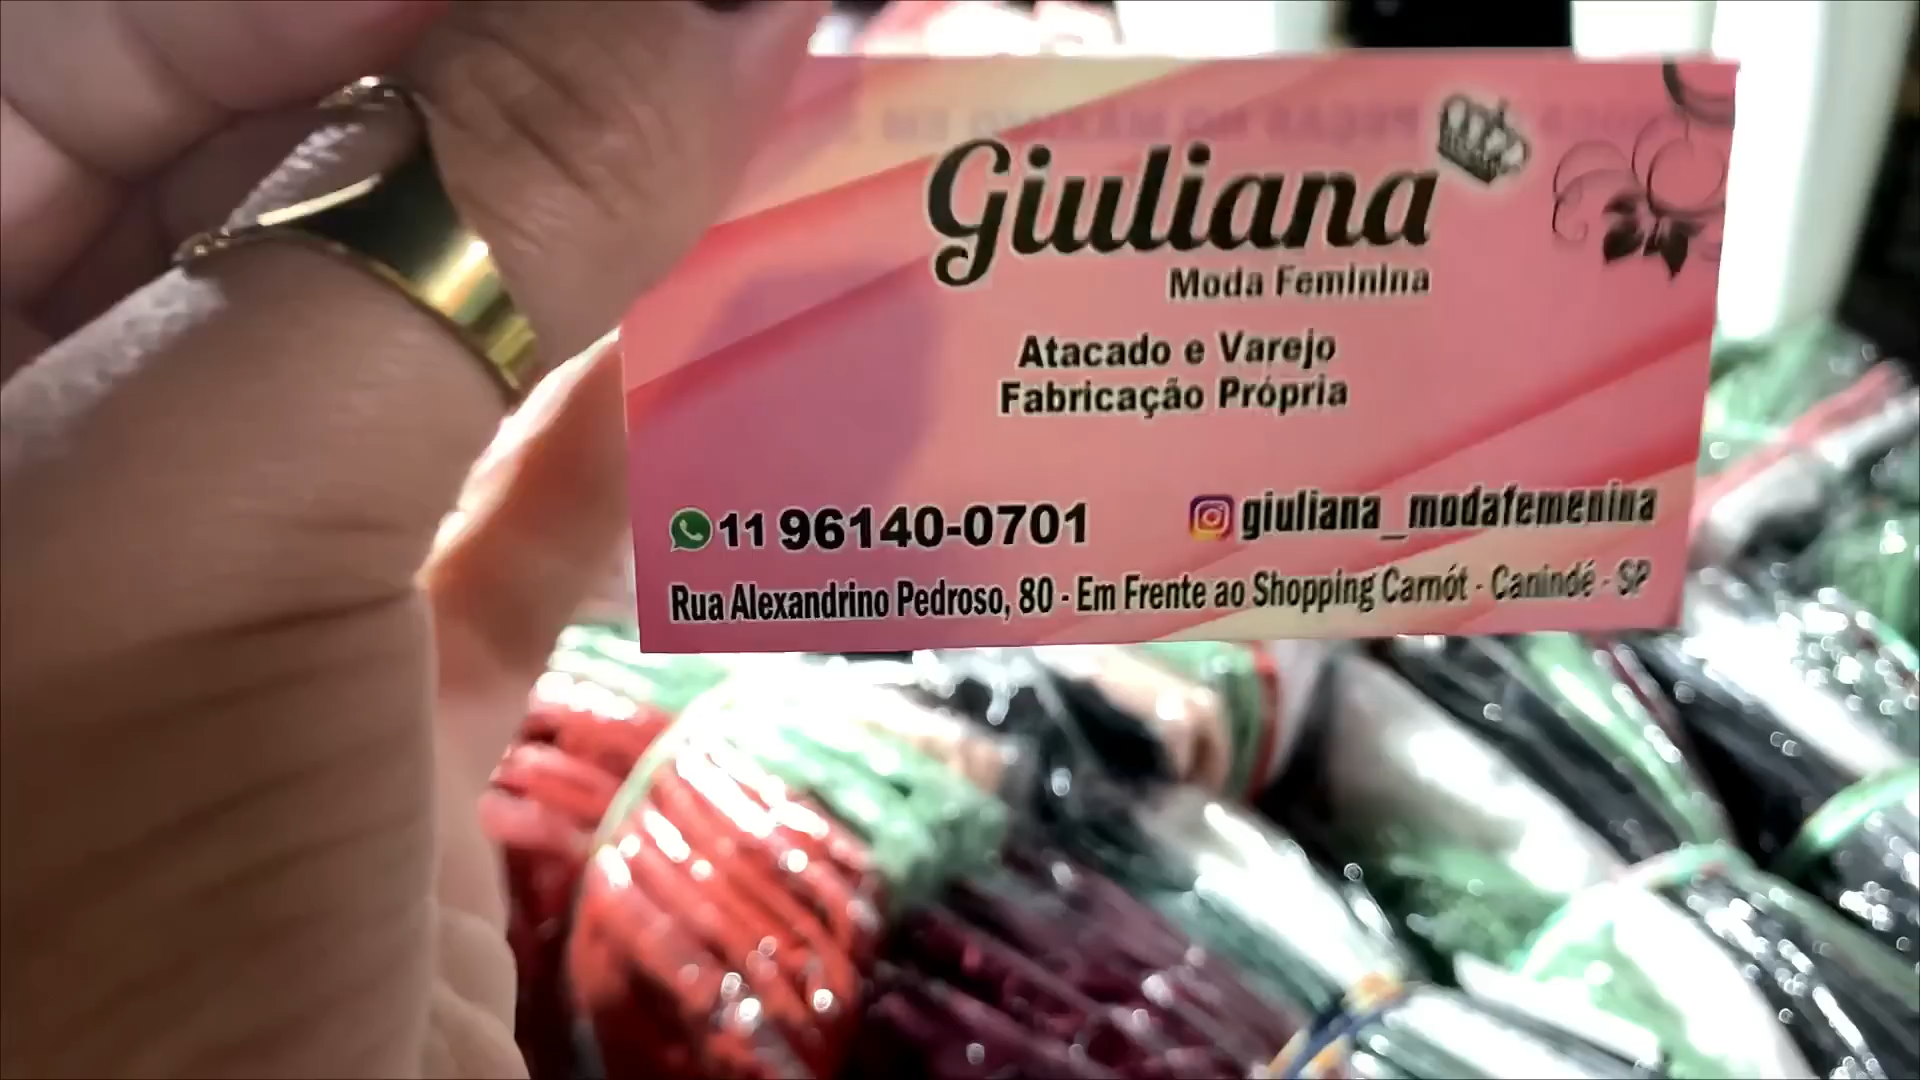 Giuliana
Moda Feminina
Atacado e Varejo
Fabricação Própria
11 96140-0701
giuliana_modafemenina
Rua Alexandrino Pedroso, 80 - Em Frente ao Shopping Carnót - Canindé - SP